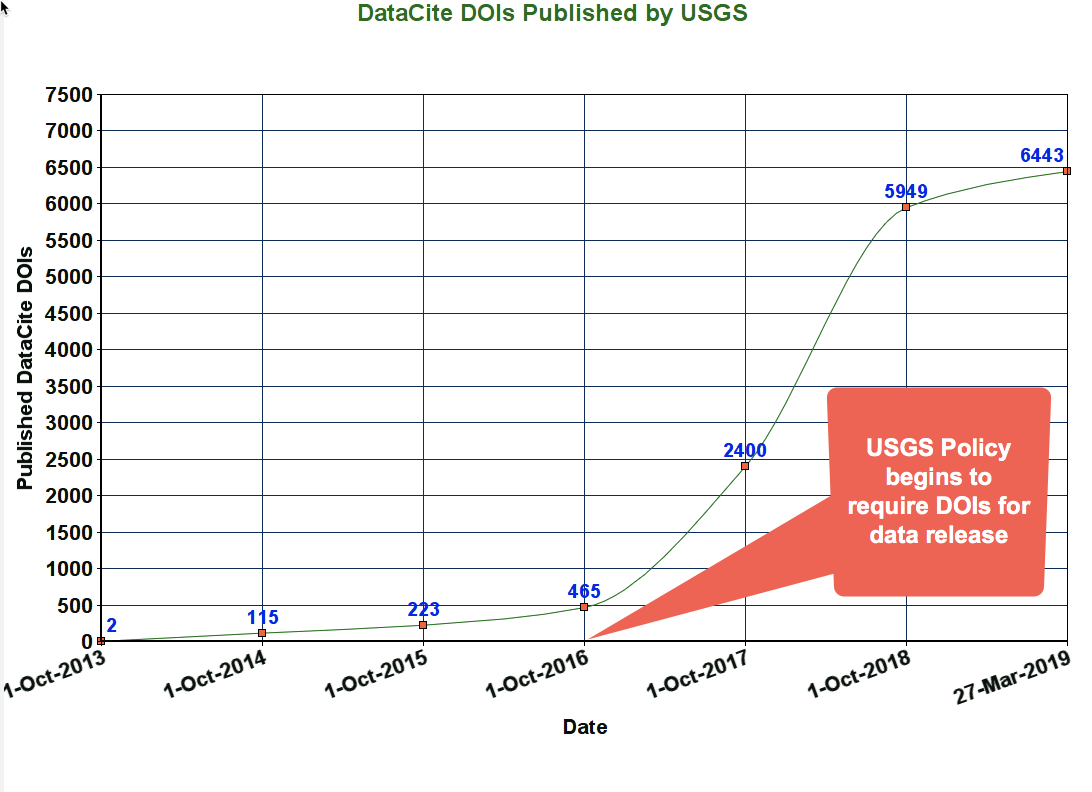 DataCite DOIs Published by USGS
Published DataCite DOIs
7500
7000
6500
6000
5500
5000
4500
4000
3500
3000
2500
2000
1500
1000
500
0
2
115
223
465
2400
5949
6443
USGS Policy
begins to
require DOIs for
data release
1-Oct-2013
1-Oct-2014
1-Oct-2015
1-Oct-2016
1-Oct-2017
1-Oct-2018
27-Mar-2019
Date